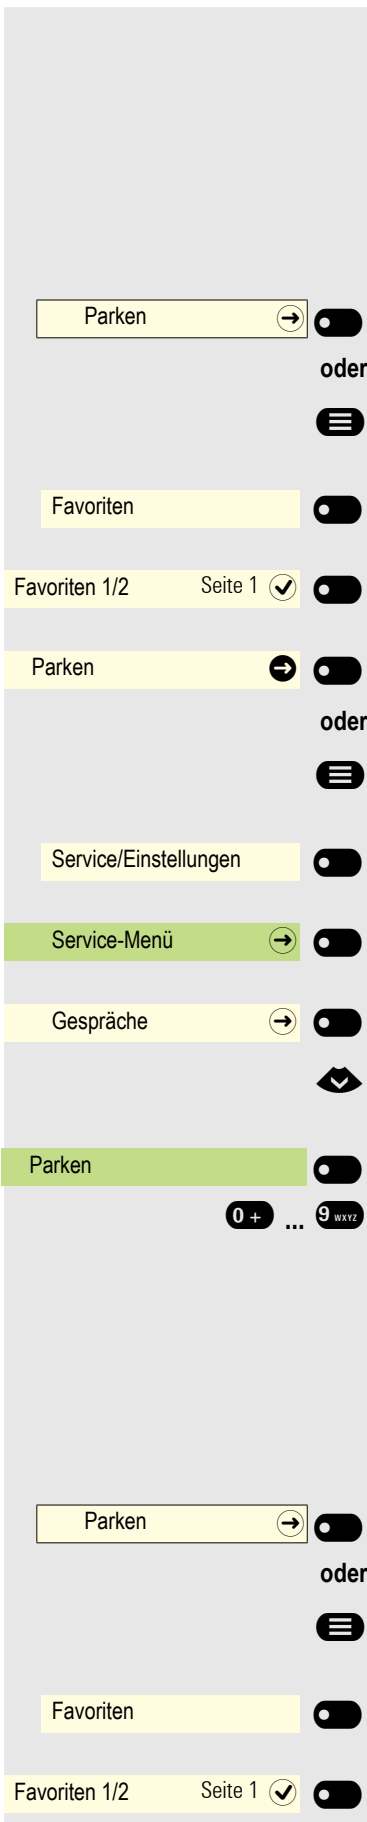 Parken
oder
Favoriten
Favoriten 1/2 Seite 1
Parken
oder
Service/Einstellungen
Service-Menü
Gespräche
Parken
0 + ... 9 WXYZ
Parken
oder
Favoriten
Favoriten 1/2 Seite 1